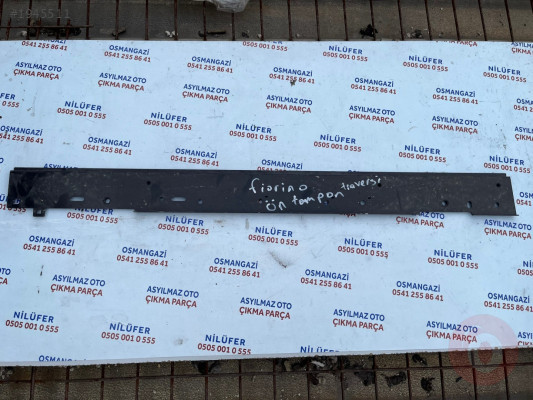 #1945511
NİLÜFER
0505 001 0 555
OSMANGAZİ
0541 255 86 41
ASYILMAZ OTO
ÇIKMA PARÇA
fiorino
ön tampon
traversi